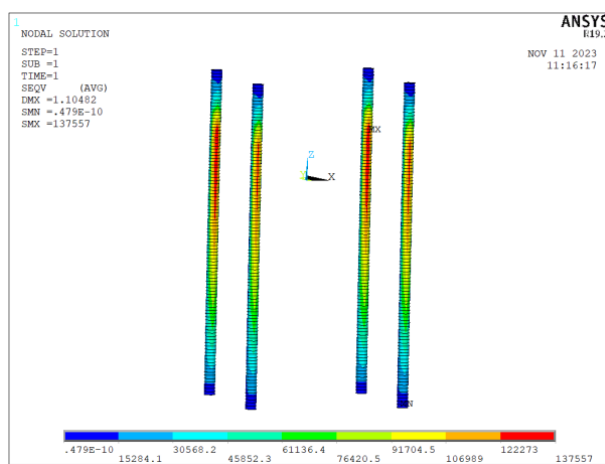 1
NODAL SOLUTION
STEP=1
SUB =1
TIME=1
SEQV (AVG)
DMX =1.10482
SMN =.479E-10
SMX =137557
ANSYS
NOV 11 2023
11:16:17
MX
Z
X
.479E-10 30568.2 61136.4 91704.5 122273
15284.1 45852.3 76420.5 106989 137557